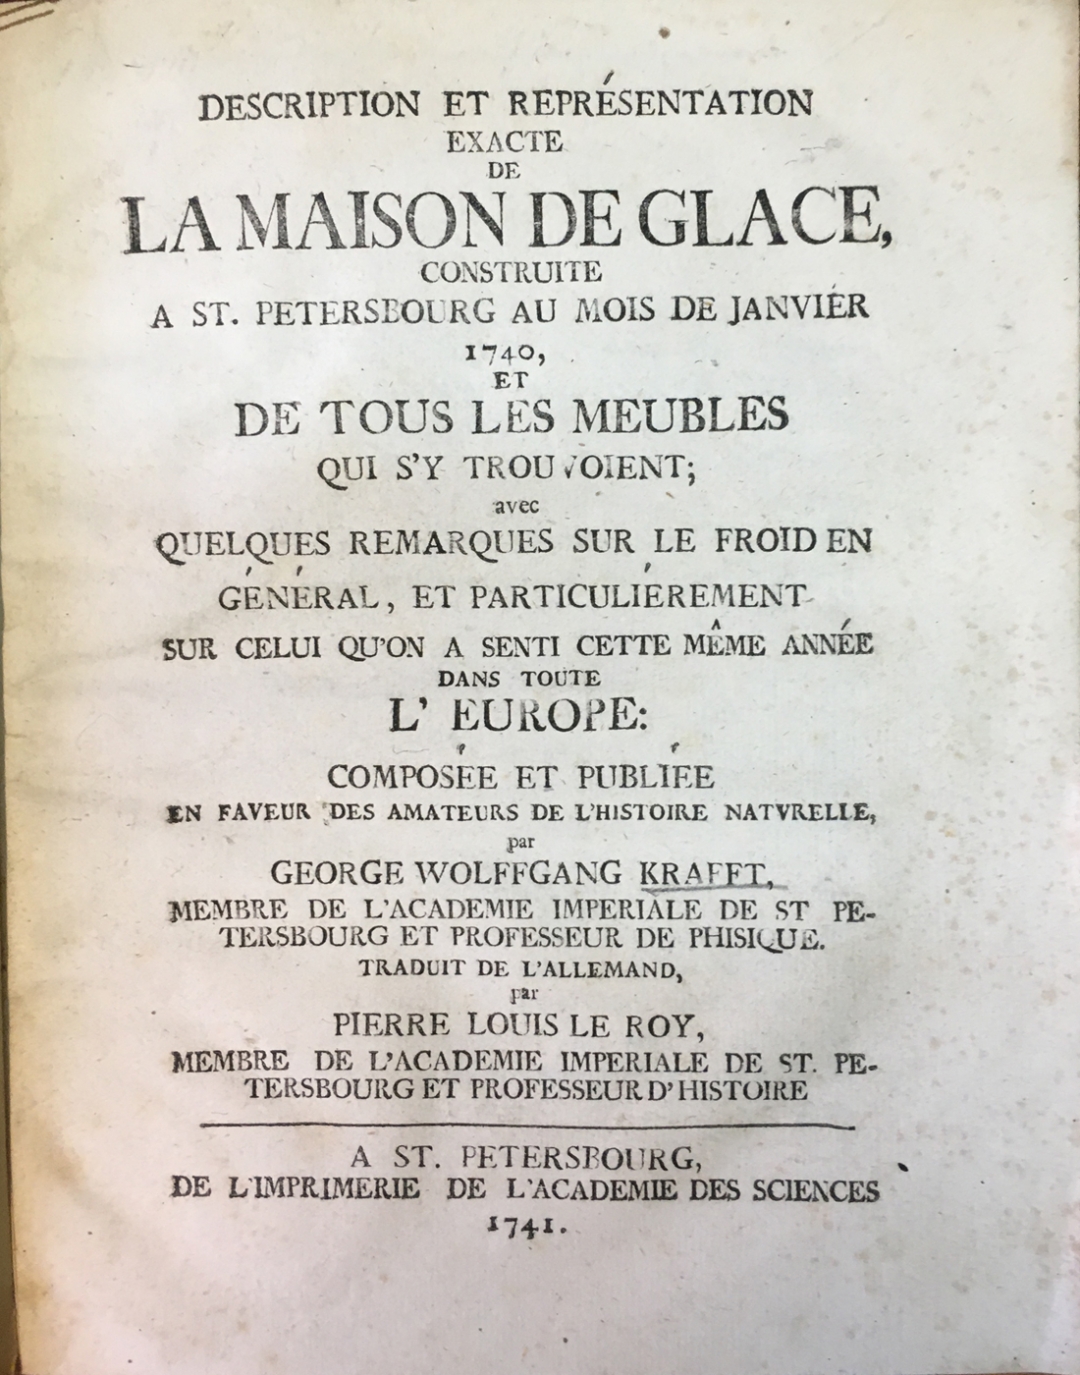 DESCRIPTION ET REPRÉSENTATION
EXACTE
DE
LA MAISON DE GLACE,
CONSTRUITE
A ST. PETERSBOURG AU MOIS DE JANVIÉR
1740,
ET
DE TOUS LES MEUBLES
QUI S'Y TROUVOIENT;
avec
QUELQUES REMARQUES SUR LE FROID EN
GÉNÉRAL, ET PARTICULIÉREMENT
SUR CELUI QU'ON A SENTI CETTE MÊME ANNÉE
DANS TOUTE
L' EUROPE:
COMPOSÉE ET PUBLIÉE
EN FAVEUR DES AMATEURS DE L'HISTOIRE NATVRELLE,
par
GEORGE WOLFFGANG KRAFFT,
MEMBRE DE L'ACADEMIE IMPERIALE DE ST PE-
TERSBOURG ET PROFESSEUR DE PHISIQUE.
TRADUIT DE L'ALLEMAND,
par
PIERRE LOUIS LE ROY,
MEMBRE DE L'ACADEMIE IMPERIALE DE ST. PE-
TERSBOURG ET PROFESSEUR D'HISTOIRE
A ST. PETERSBOURG,
DE L'IMPRIMERIE DE L'ACADEMIE DES SCIENCES
1741.